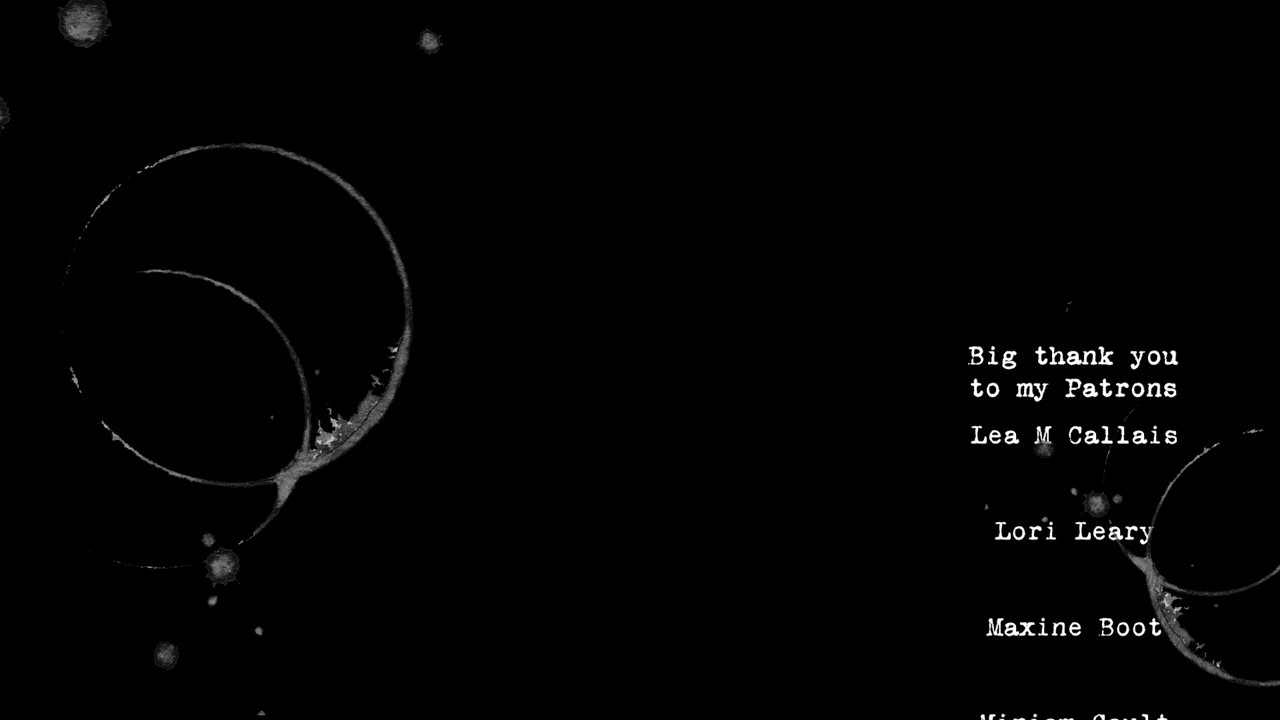 Big thank you
to my Patrons
Lea M Callais
Lori Leary
Maxine Boot